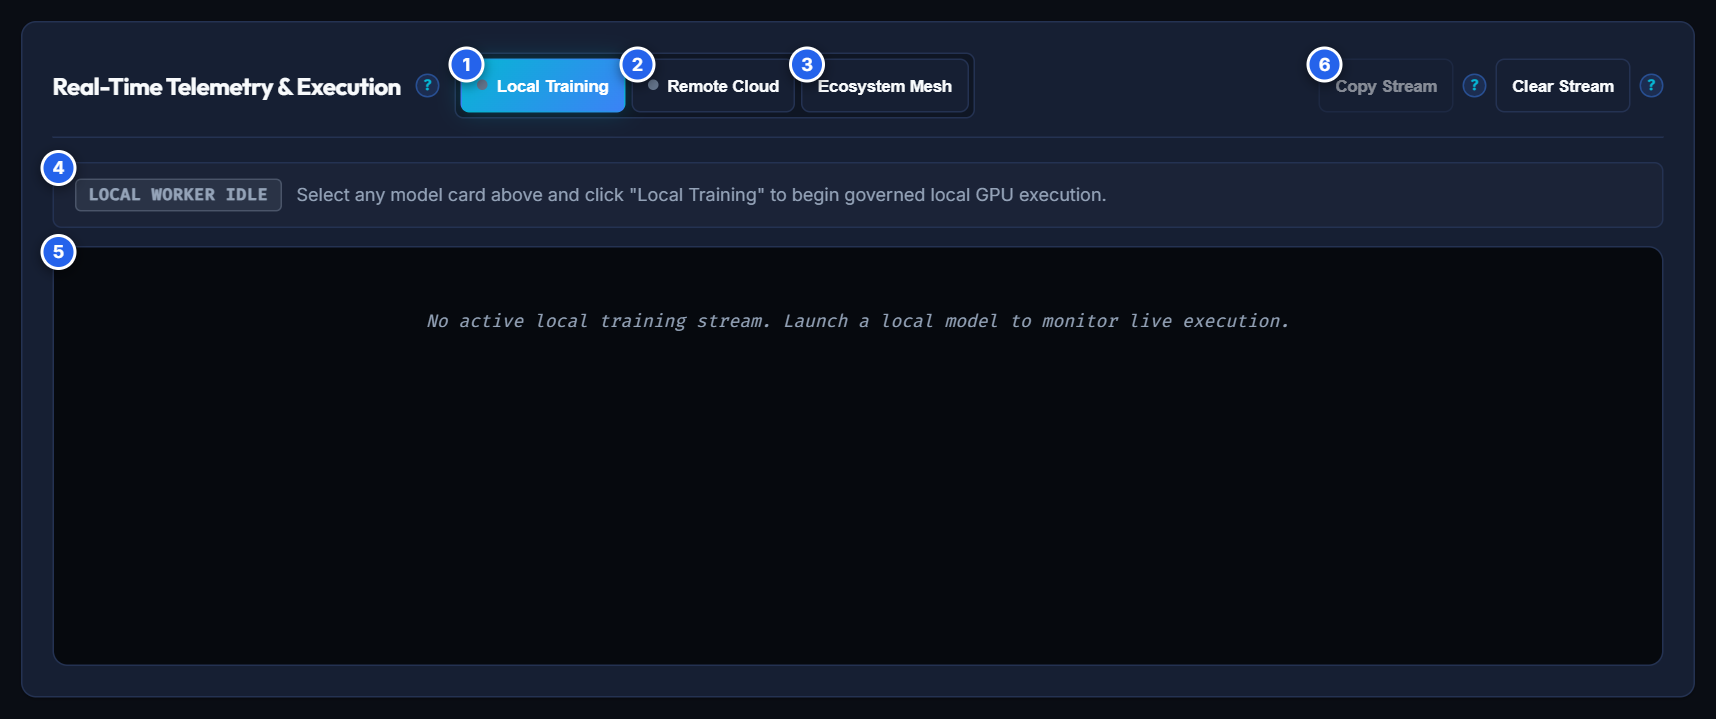 Real-Time Telemetry & Execution ? 1 Local Training 2 Remote Cloud 3 Ecosystem Mesh 6 Copy Stream ? Clear Stream ?
4
LOCAL WORKER IDLE Select any model card above and click "Local Training" to begin governed local GPU execution.
5
No active local training stream. Launch a local model to monitor live execution.